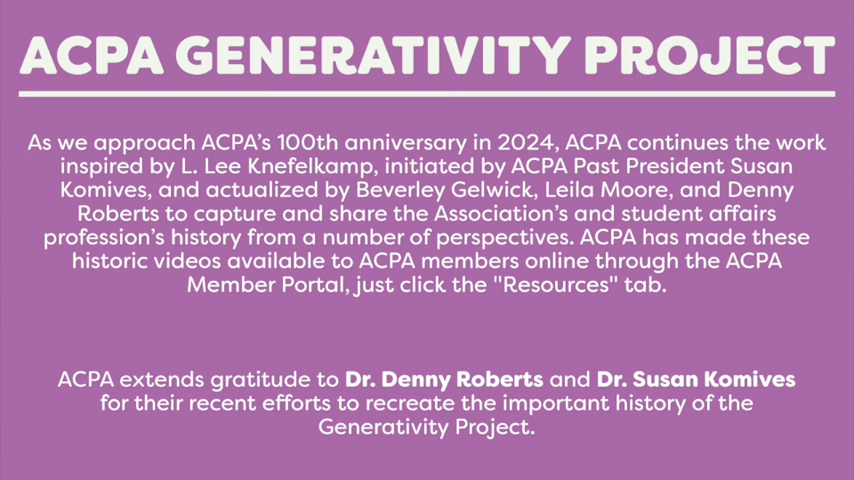 ACPA GENERATIVITY PROJECT
As we approach ACPA's 100th anniversary in 2024, ACPA continues the work
inspired by L. Lee Knefelkamp, initiated by ACPA Past President Susan
Komives, and actualized by Beverley Gelwick, Leila Moore, and Denny
Roberts to capture and share the Association's and student affairs
profession's history from a number of perspectives. ACPA has made these
historic videos available to ACPA members online through the ACPA
Member Portal, just click the "Resources" tab.
ACPA extends gratitude to Dr. Denny Roberts and Dr. Susan Komives
for their recent efforts to recreate the important history of the
Generativity Project.